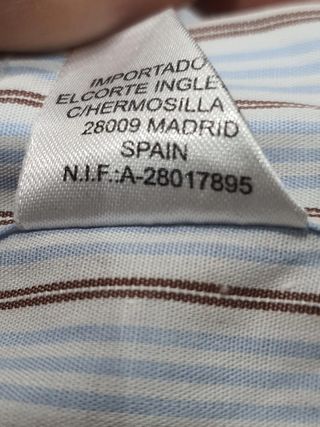 IMPORTADO
ELCORTE INGLE
C/HERMOSILLA
28009 MADRID
SPAIN
N.I.F.:A-28017895